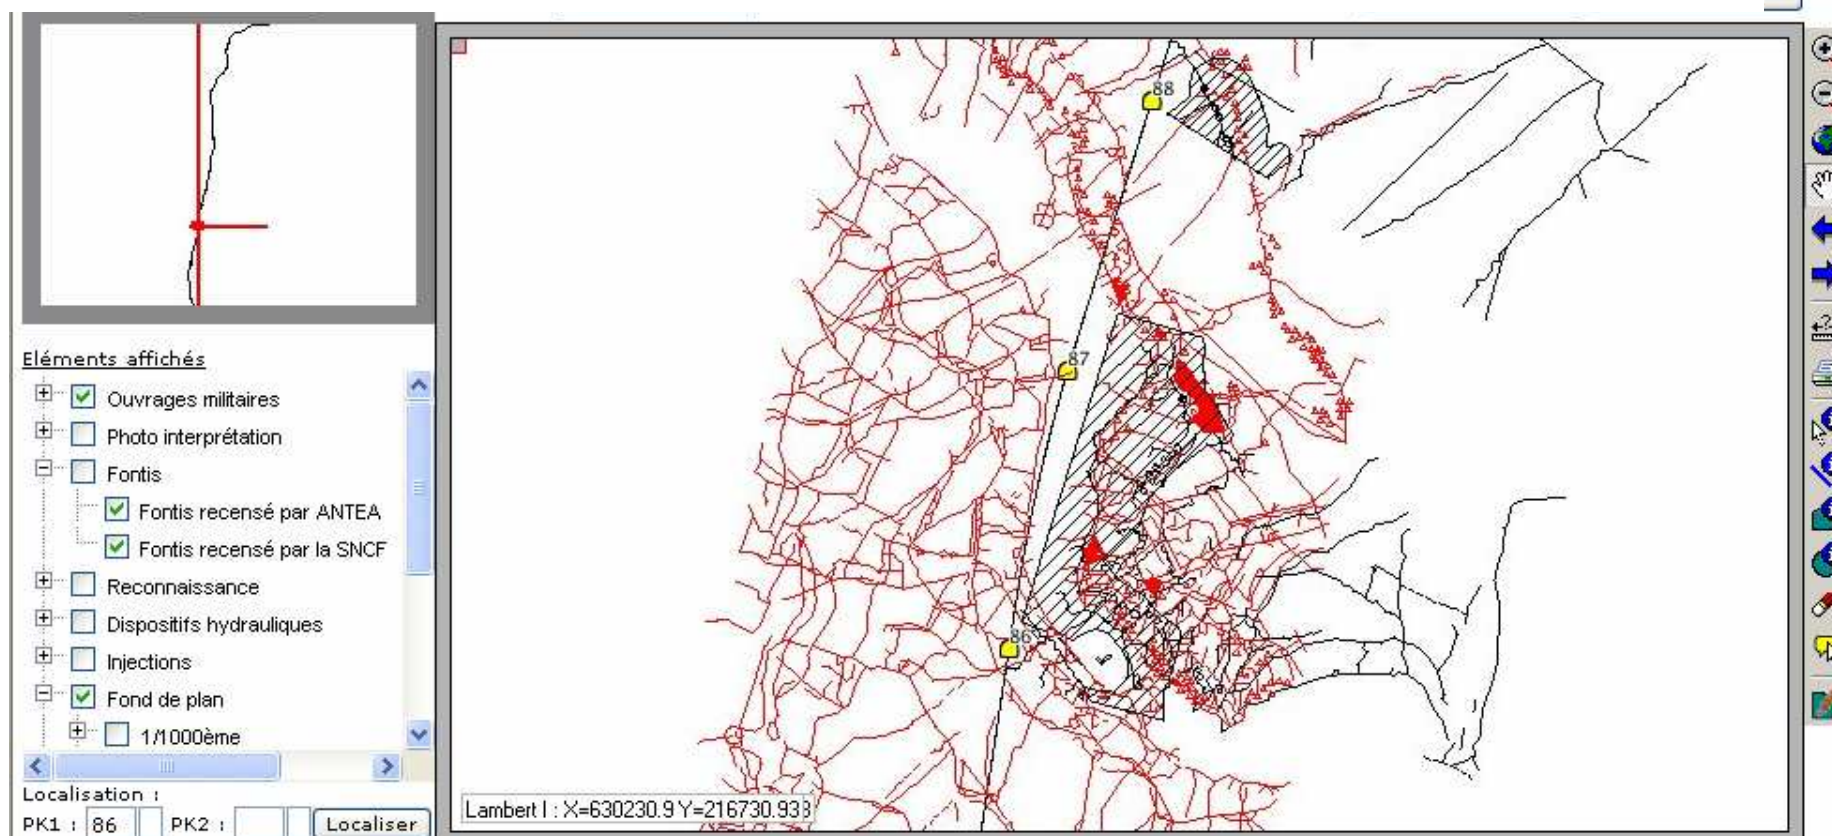 Eléments affichés
Ouvrages militaires
Photo interprétation
Fontis
Fontis recensé par ANTEA
Fontis recensé par la SNCF
Reconnaissance
Dispositifs hydrauliques
Injections
Fond de plan
1/1000ème
Localisation :
PK1 : 86 PK2 : Localiser
88
87
86
Lambert I : X=630230.9 Y=216730.933